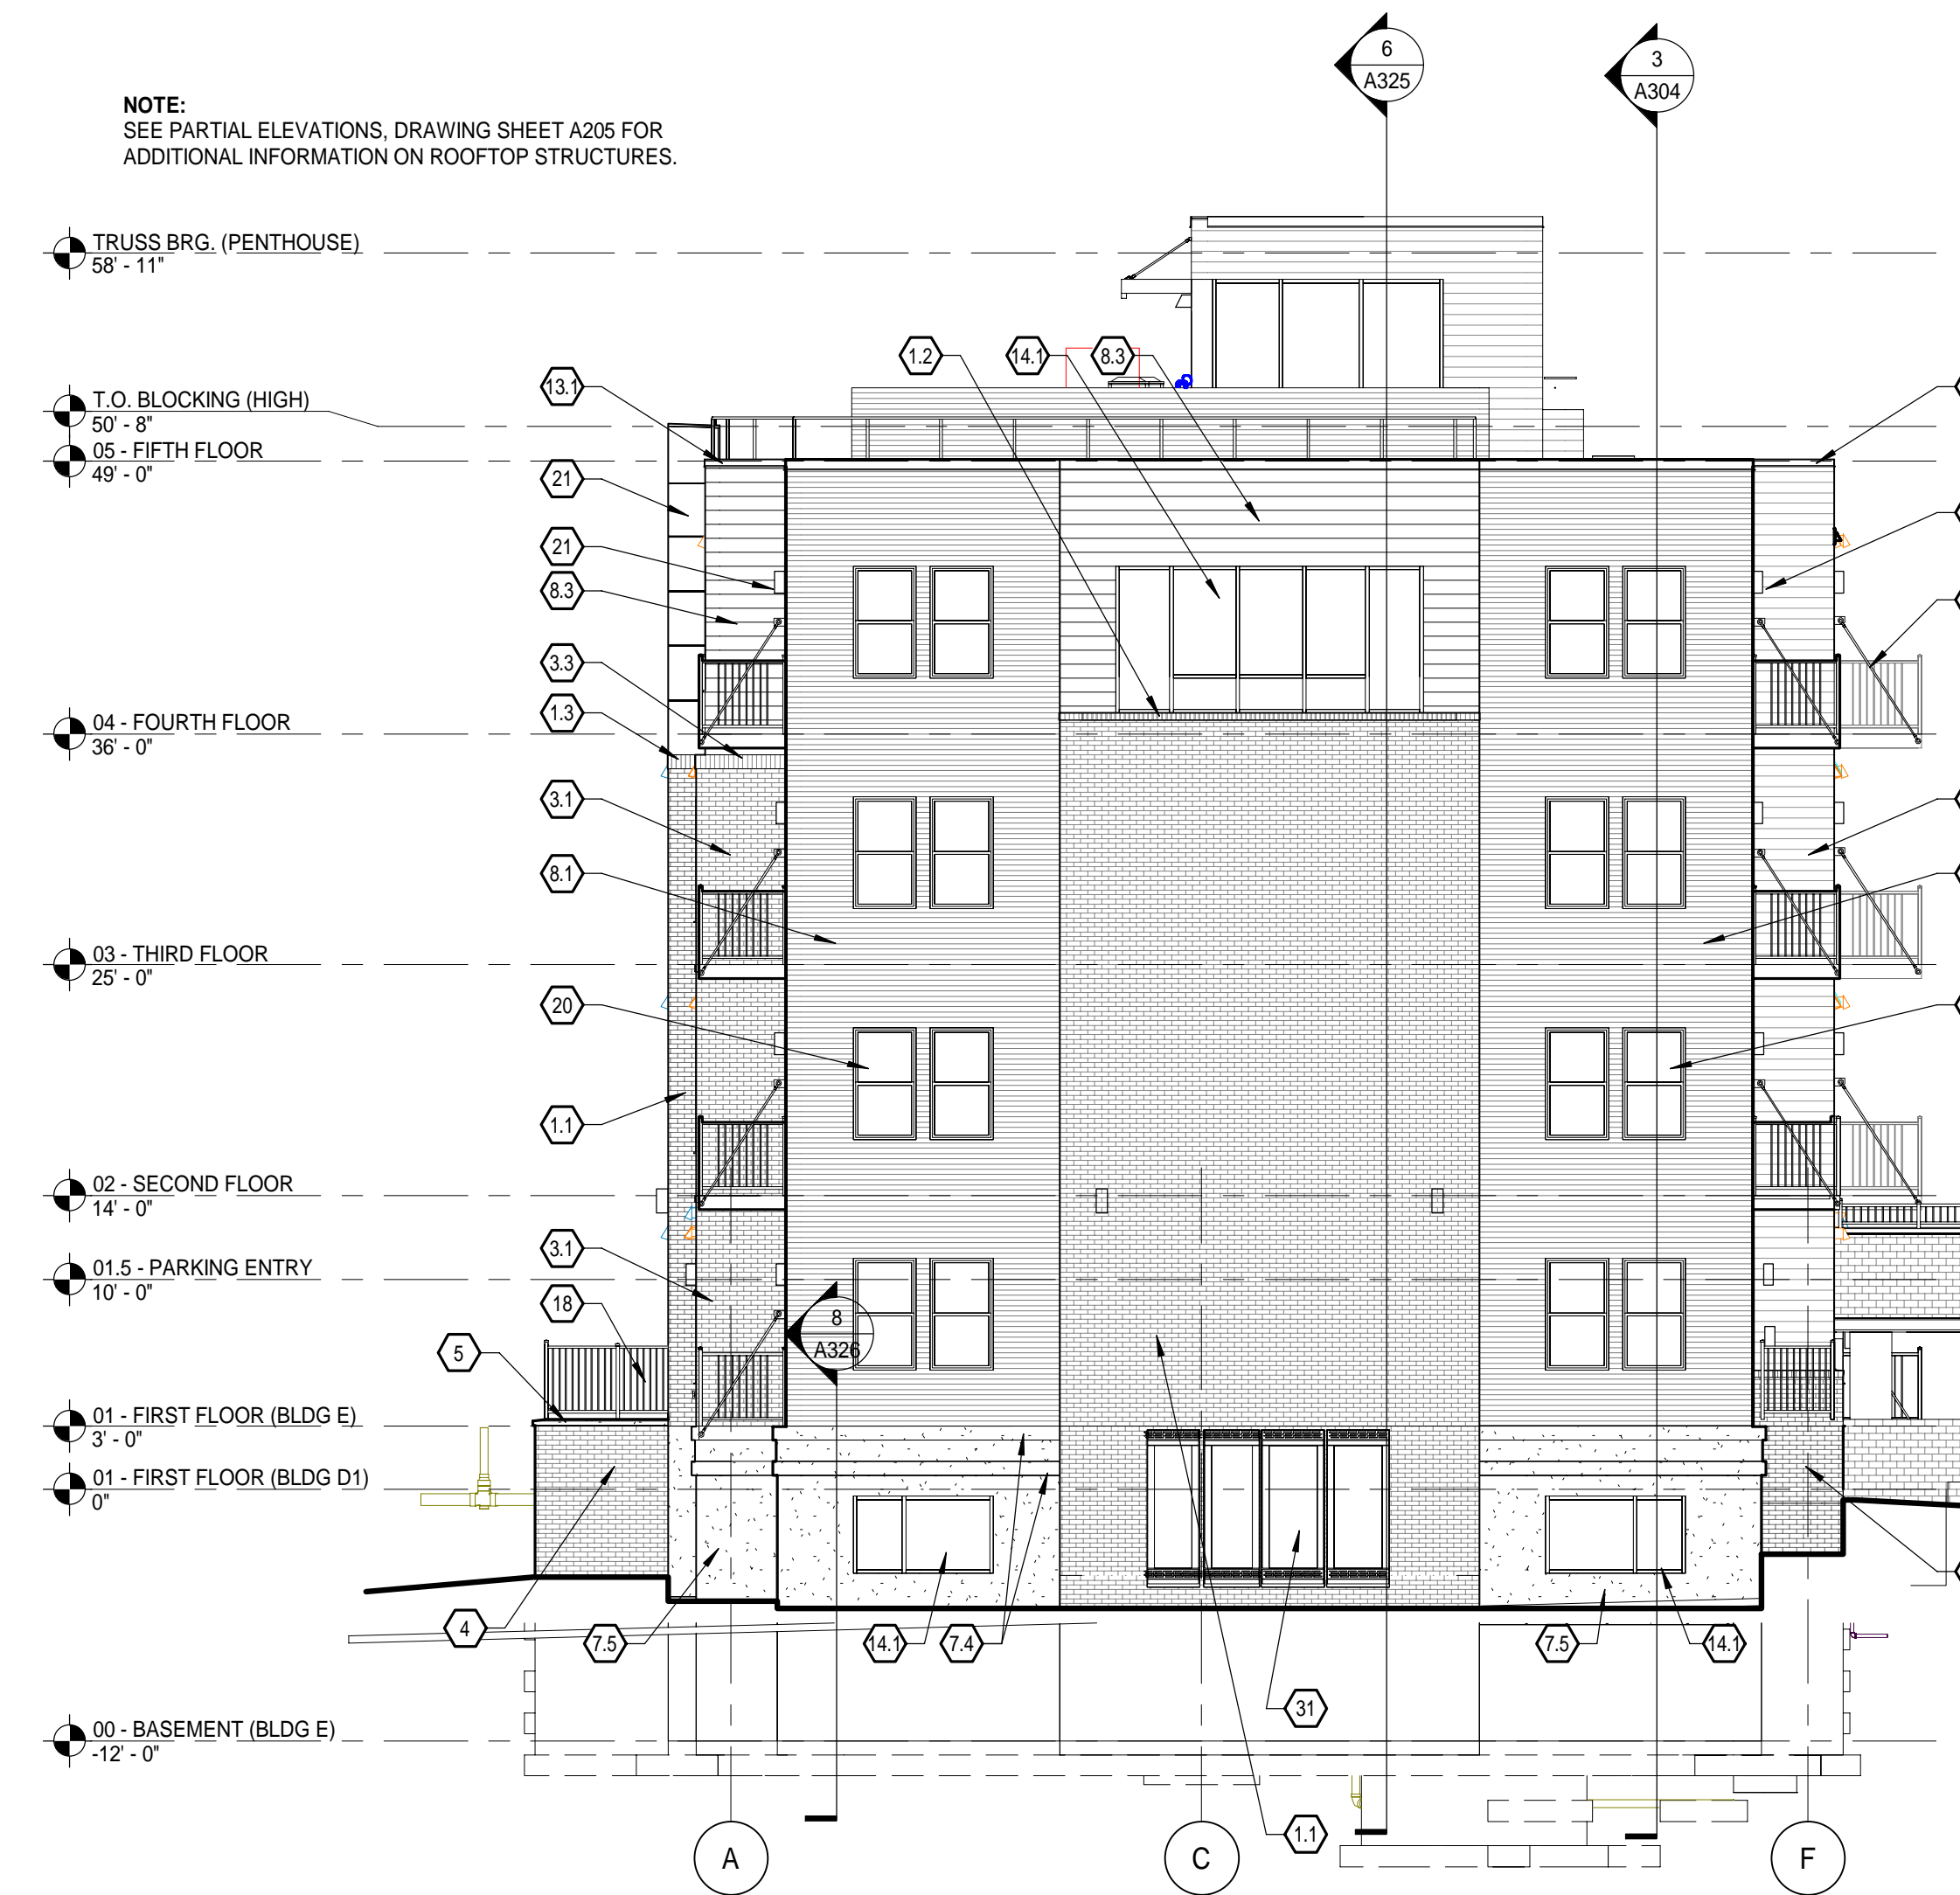 6
A325
3
A304
NOTE:
SEE PARTIAL ELEVATIONS, DRAWING SHEET A205 FOR
ADDITIONAL INFORMATION ON ROOFTOP STRUCTURES.
TRUSS BRG. (PENTHOUSE)
58' - 11"
1.2
14.1
8.3
13.1
T.O. BLOCKING (HIGH)
50' - 8"
05 - FIFTH FLOOR
49' - 0"
21
21
8.3
3.3
1.3
04 - FOURTH FLOOR
36' - 0"
3.1
8.1
03 - THIRD FLOOR
25' - 0"
20
1.1
02 - SECOND FLOOR
14' - 0"
3.1
01.5 - PARKING ENTRY
10' - 0"
18
8
A326
5
01 - FIRST FLOOR (BLDG E)
3' - 0"
01 - FIRST FLOOR (BLDG D1)
0"
4
7.5
14.1
7.4
7.5
14.1
31
00 - BASEMENT (BLDG E)
-12' - 0"
1.1
A
C
F